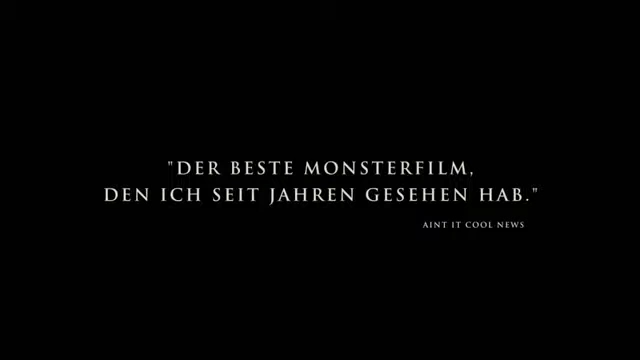 "DER BESTE MONSTERFILM,
DEN ICH SEIT JAHREN GESEHEN HAB."
AINT IT COOL NEWS